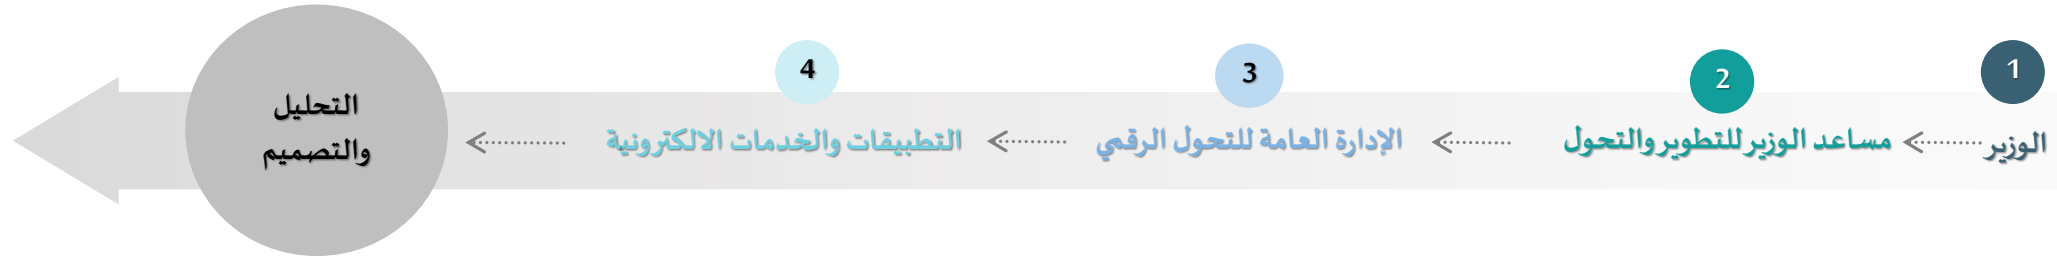 1
الوزير
2
مساعد الوزير للتطوير والتحول
3
الإدارة العامة للتحول الرقمي
4
التطبيقات والخدمات الالكترونية
التحليل
والتصميم